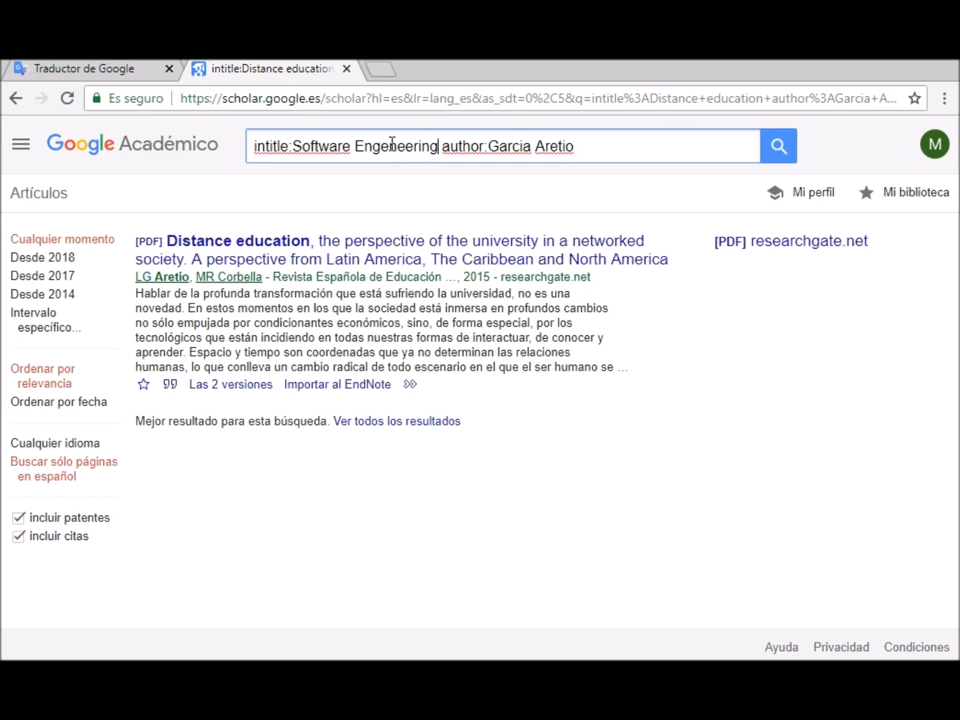 Traductor de Google
intitle:Distance education
Es seguro
https://scholar.google.es/scholar?hl=es&lr=lang_es&as_sdt=0%2C5&q=intitle%3ADistance+education+author%3AGarcia+A...
Google Académico
intitle:Software Engeneering author:Garcia Aretio
M
Artículos
Mi perfil
Mi biblioteca
Cualquier momento
Desde 2018
Desde 2017
Desde 2014
Intervalo
específico...
Ordenar por
relevancia
Ordenar por fecha
Cualquier idioma
Buscar sólo páginas
en español
incluir patentes
incluir citas
[PDF] Distance education, the perspective of the university in a networked
society. A perspective from Latin America, The Caribbean and North America
LG Aretio, MR Corbella - Revista Española de Educación ..., 2015 - researchgate.net
Hablar de la profunda transformación que está sufriendo la universidad, no es una
novedad. En estos momentos en los que la sociedad está inmersa en profundos cambios
no sólo empujada por condicionantes económicos, sino, de forma especial, por los
tecnológicos que están incidiendo en todas nuestras formas de interactuar, de conocer y
aprender. Espacio y tiempo son coordenadas que ya no determinan las relaciones
humanas, lo que conlleva un cambio radical de todo escenario en el que el ser humano se ...
Las 2 versiones
Importar al EndNote
[PDF] researchgate.net
Mejor resultado para esta búsqueda. Ver todos los resultados
Ayuda
Privacidad
Condiciones